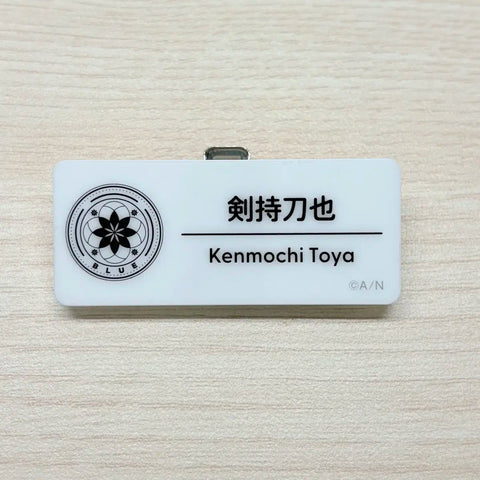 剣持刀也
Kenmochi Toya
BLUE
©A/N